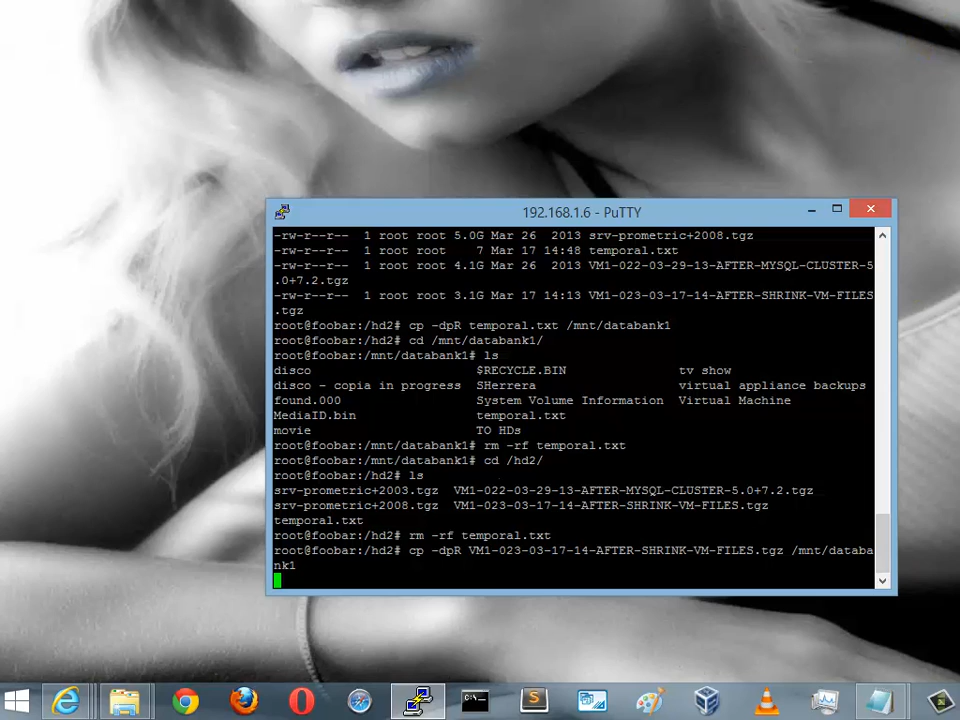 192.168.1.6 - PuTTY
-rw-r--r-- 1 root root 5.0G Mar 26 2013 srv-prometric+2008.tgz
-rw-r--r-- 1 root root 7 Mar 17 14:48 temporal.txt
-rw-r--r-- 1 root root 4.1G Mar 26 2013 VM1-022-03-29-13-AFTER-MYSQL-CLUSTER-5
.0+7.2.tgz
-rw-r--r-- 1 root root 3.1G Mar 17 14:13 VM1-023-03-17-14-AFTER-SHRINK-VM-FILES
.tgz
root@foobar:/hd2# cp -dpR temporal.txt /mnt/databank1
root@foobar:/hd2# cd /mnt/databank1/
root@foobar:/mnt/databank1# ls
disco $RECYCLE.BIN tv show
disco - copia in progress SHerrera virtual appliance backups
found.000 System Volume Information Virtual Machine
MediaID.bin temporal.txt
movie TO HDs
root@foobar:/mnt/databank1# rm -rf temporal.txt
root@foobar:/mnt/databank1# cd /hd2/
root@foobar:/hd2# ls
srv-prometric+2003.tgz VM1-022-03-29-13-AFTER-MYSQL-CLUSTER-5.0+7.2.tgz
srv-prometric+2008.tgz VM1-023-03-17-14-AFTER-SHRINK-VM-FILES.tgz
temporal.txt
root@foobar:/hd2# rm -rf temporal.txt
root@foobar:/hd2# cp -dpR VM1-023-03-17-14-AFTER-SHRINK-VM-FILES.tgz /mnt/databa
nk1